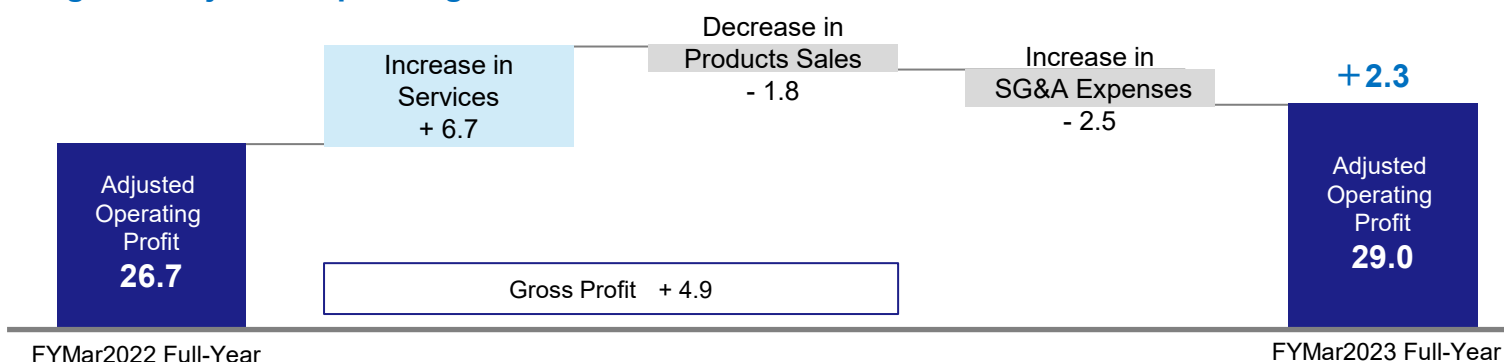 Increase in
Services
+ 6.7
Decrease in
Products Sales
- 1.8
Increase in
SG&A Expenses
- 2.5
+2.3
Adjusted
Operating
Profit
26.7
Adjusted
Operating
Profit
29.0
Gross Profit + 4.9
FYMar2022 Full-Year
FYMar2023 Full-Year